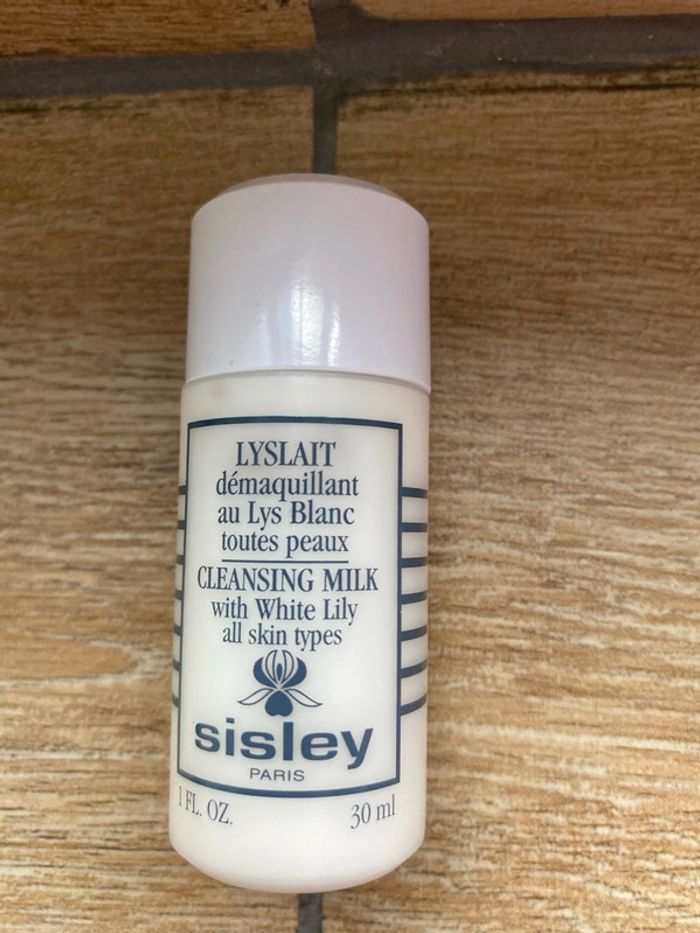 LYSLAIT
démaquillant
au Lys Blanc
toutes peaux
CLEANSING MILK
with White Lily
all skin types
sisley
PARIS
1 FL. OZ. 30 ml